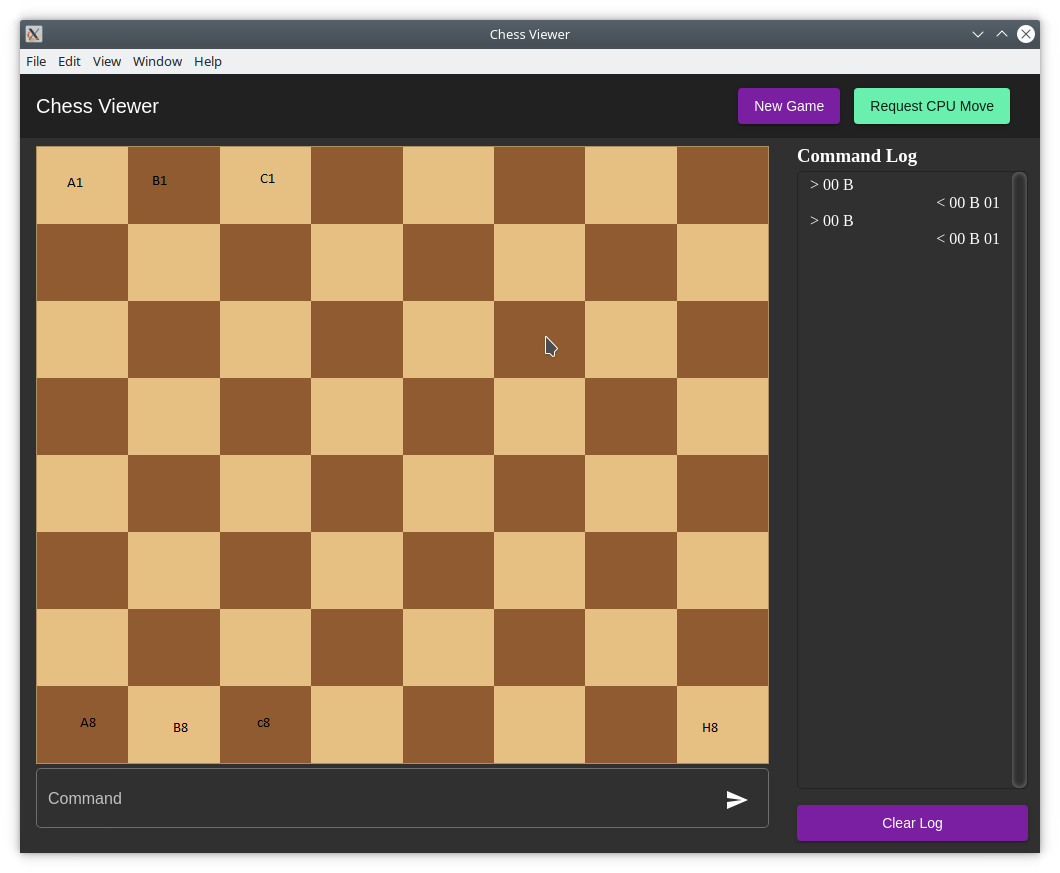 Chess Viewer
File Edit View Window Help
Chess Viewer
New Game
Request CPU Move
A1 B1 C1
A8 B8 c8 H8
Command
Command Log
> 00 B
< 00 B 01
> 00 B
< 00 B 01
Clear Log